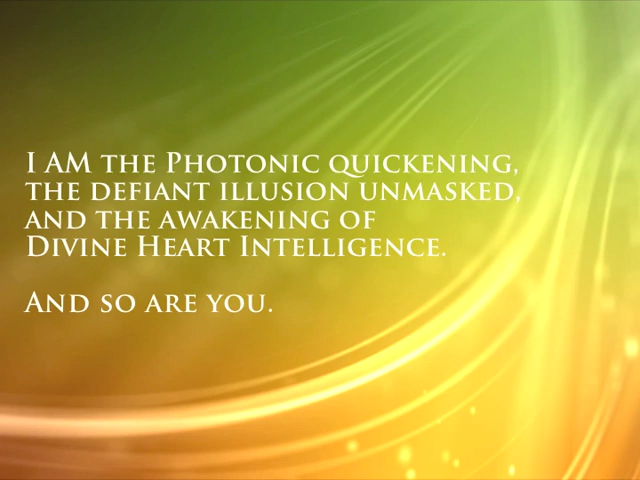 I AM the Photonic quickening,
the defiant illusion unmasked,
and the awakening of
Divine Heart Intelligence.
And so are you.